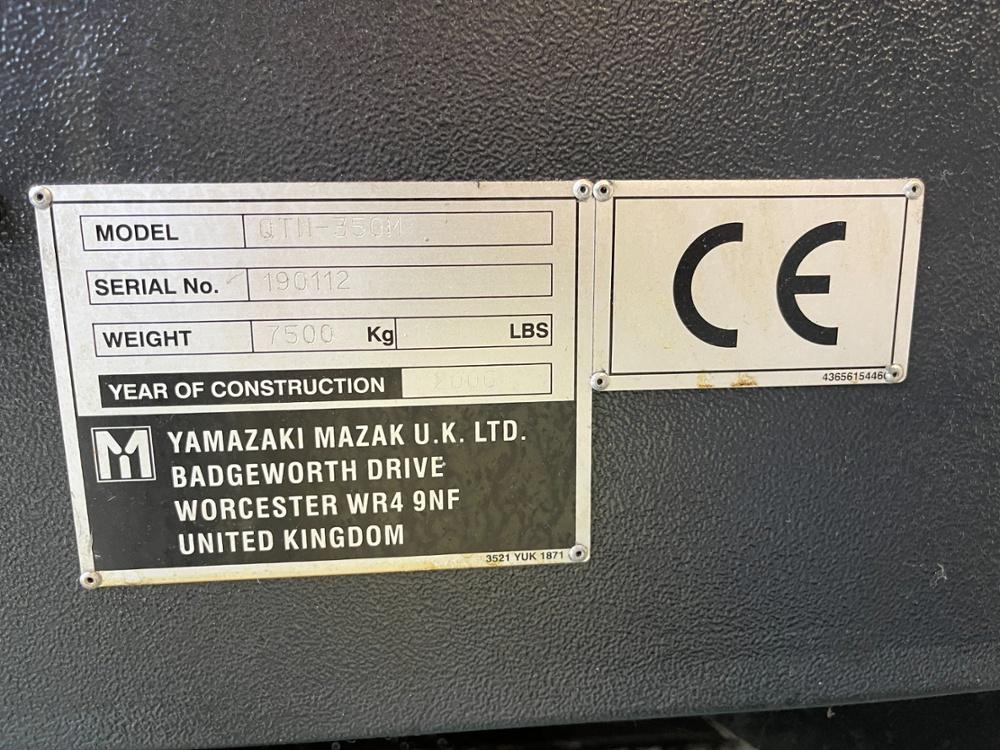 MODEL QTN-350M
SERIAL No. 190112
WEIGHT 7500 Kg LBS
YEAR OF CONSTRUCTION 2006
YAMAZAKI MAZAK U.K. LTD.
BADGEWORTH DRIVE
WORCESTER WR4 9NF
UNITED KINGDOM
3521 YUK 1871
CE